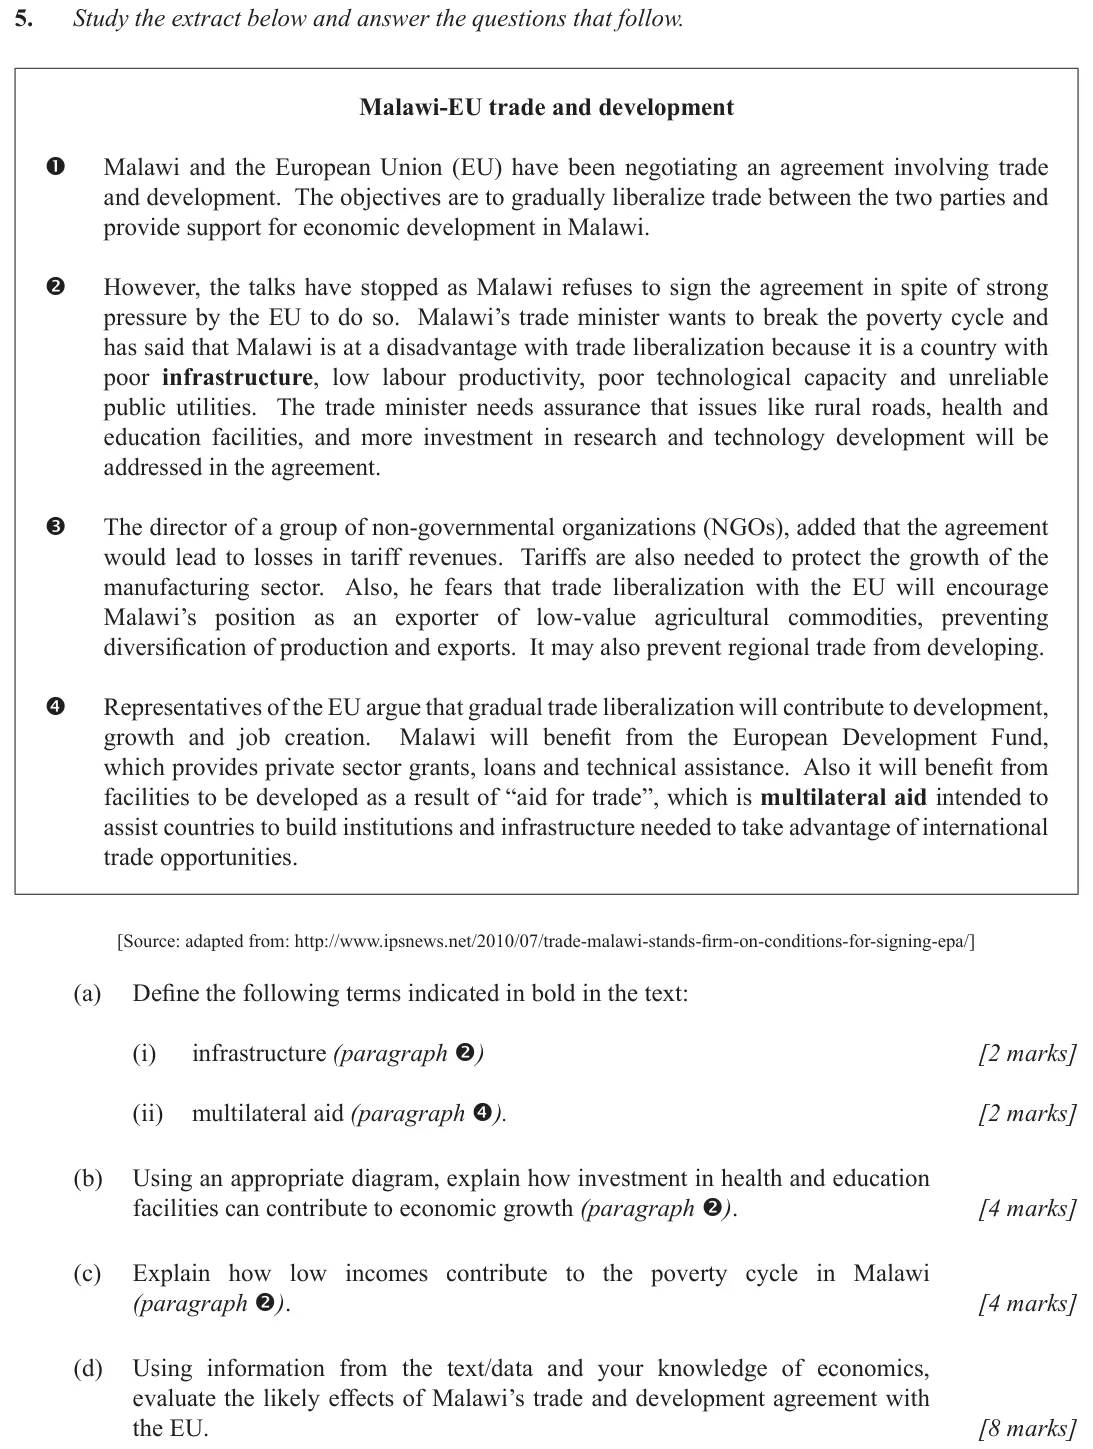 5. Study the extract below and answer the questions that follow.
Malawi-EU trade and development
❶ Malawi and the European Union (EU) have been negotiating an agreement involving trade
and development. The objectives are to gradually liberalize trade between the two parties and
provide support for economic development in Malawi.
❷ However, the talks have stopped as Malawi refuses to sign the agreement in spite of strong
pressure by the EU to do so. Malawi’s trade minister wants to break the poverty cycle and
has said that Malawi is at a disadvantage with trade liberalization because it is a country with
poor infrastructure, low labour productivity, poor technological capacity and unreliable
public utilities. The trade minister needs assurance that issues like rural roads, health and
education facilities, and more investment in research and technology development will be
addressed in the agreement.
❸ The director of a group of non-governmental organizations (NGOs), added that the agreement
would lead to losses in tariff revenues. Tariffs are also needed to protect the growth of the
manufacturing sector. Also, he fears that trade liberalization with the EU will encourage
Malawi’s position as an exporter of low-value agricultural commodities, preventing
diversification of production and exports. It may also prevent regional trade from developing.
❹ Representatives of the EU argue that gradual trade liberalization will contribute to development,
growth and job creation. Malawi will benefit from the European Development Fund,
which provides private sector grants, loans and technical assistance. Also it will benefit from
facilities to be developed as a result of “aid for trade”, which is multilateral aid intended to
assist countries to build institutions and infrastructure needed to take advantage of international
trade opportunities.
[Source: adapted from: http://www.ipsnews.net/2010/07/trade-malawi-stands-firm-on-conditions-for-signing-epa/]
(a) Define the following terms indicated in bold in the text:
(i) infrastructure (paragraph ❷) [2 marks]
(ii) multilateral aid (paragraph ❹). [2 marks]
(b) Using an appropriate diagram, explain how investment in health and education
facilities can contribute to economic growth (paragraph ❷). [4 marks]
(c) Explain how low incomes contribute to the poverty cycle in Malawi
(paragraph ❷). [4 marks]
(d) Using information from the text/data and your knowledge of economics,
evaluate the likely effects of Malawi’s trade and development agreement with
the EU. [8 marks]